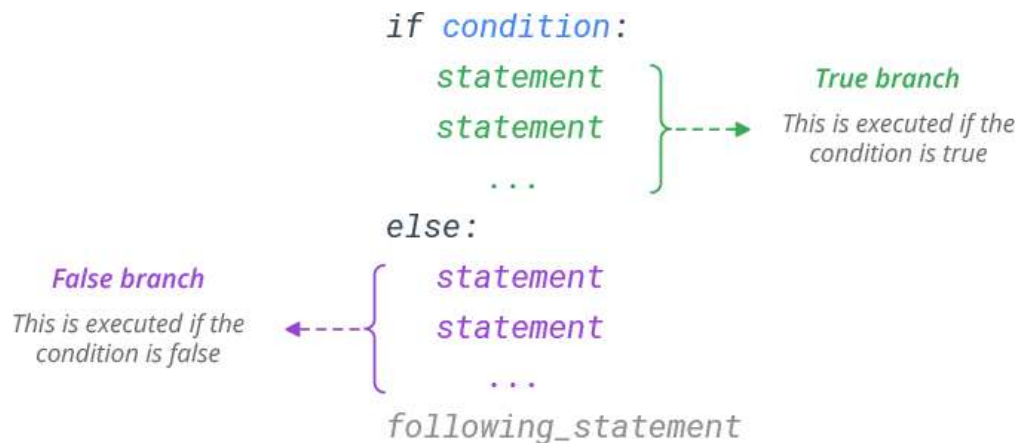 if condition:
statement
statement
...
True branch
This is executed if the
condition is true
else:
statement
statement
...
False branch
This is executed if the
condition is false
following_statement